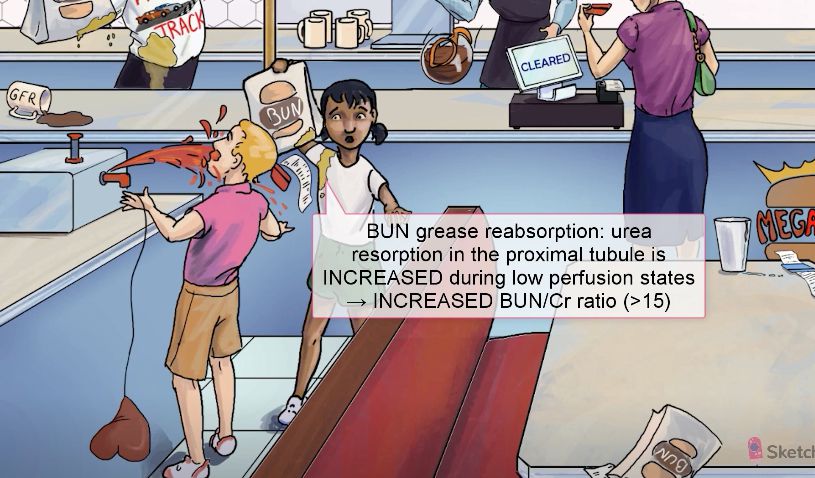 TRACK
CLEARED
GFR
BUN
BUN grease reabsorption: urea
resorption in the proximal tubule is
INCREASED during low perfusion states
→ INCREASED BUN/Cr ratio (>15)
MEGA
BUN
Sketch